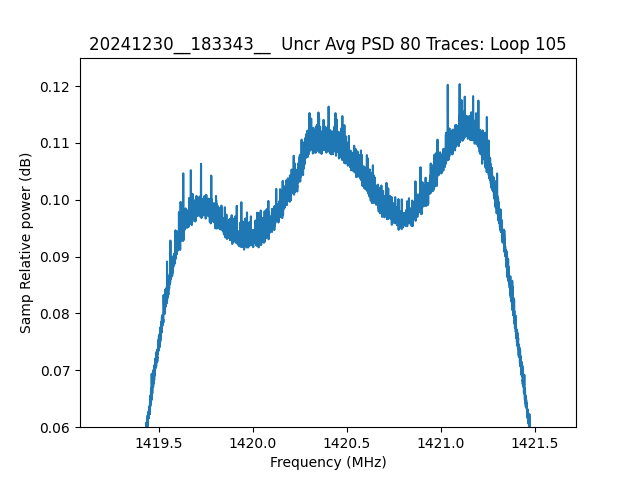 20241230__183343__  Uncr Avg PSD 80 Traces: Loop 105
Samp Relative power (dB)
0.12
0.11
0.10
0.09
0.08
0.07
0.06
1419.5 1420.0 1420.5 1421.0 1421.5
Frequency (MHz)